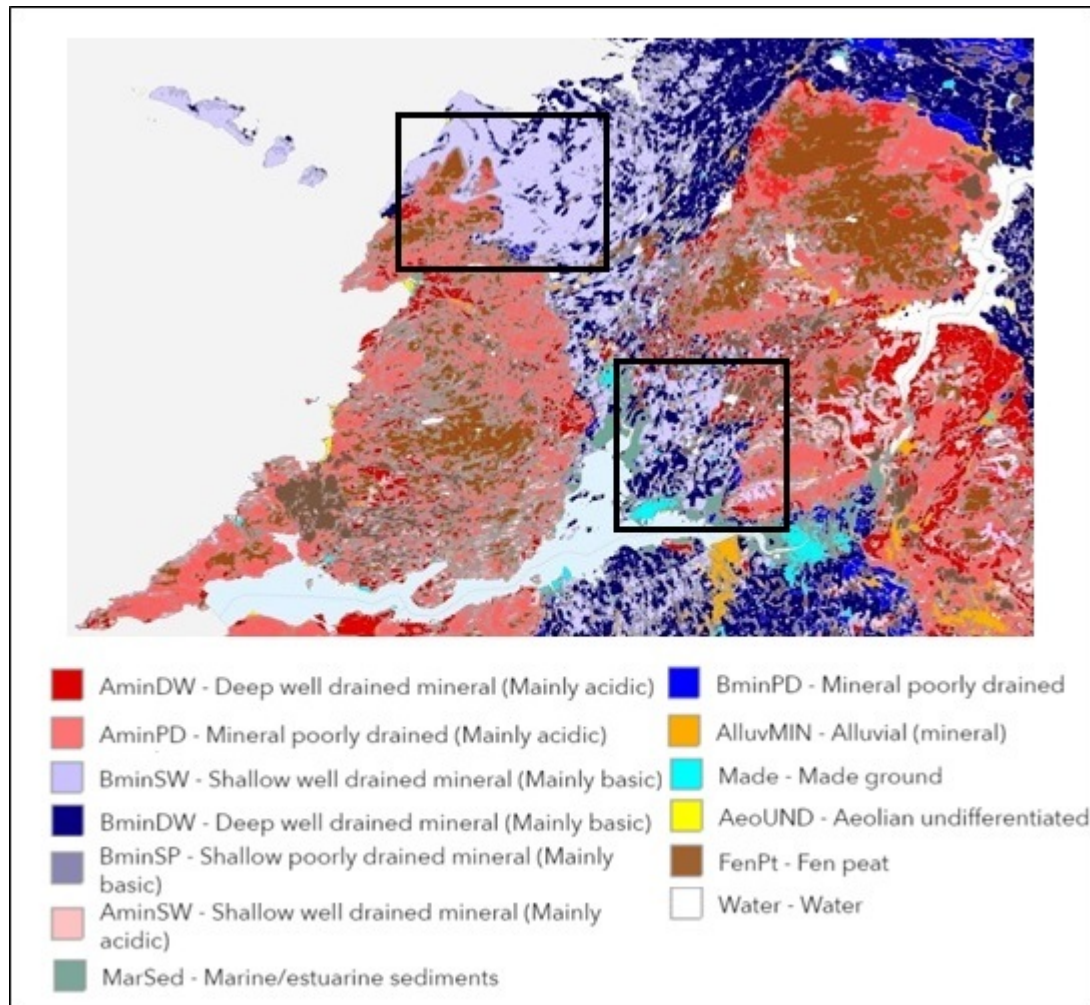 AminDW - Deep well drained mineral (Mainly acidic)
AminPD - Mineral poorly drained (Mainly acidic)
BminSW - Shallow well drained mineral (Mainly basic)
BminDW - Deep well drained mineral (Mainly basic)
BminSP - Shallow poorly drained mineral (Mainly
basic)
AminSW - Shallow well drained mineral (Mainly
acidic)
MarSed - Marine/estuarine sediments
BminPD - Mineral poorly drained
AlluvMIN - Alluvial (mineral)
Made - Made ground
AeoUND - Aeolian undifferentiated
FenPt - Fen peat
Water - Water